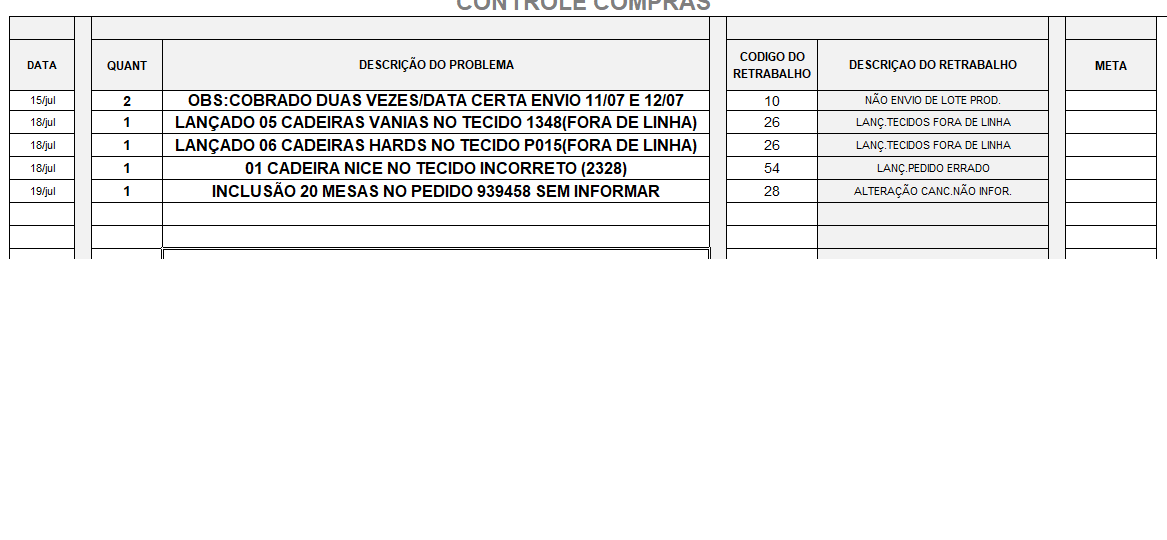 CONTROLE COMPRAS
DATA QUANT DESCRIÇÃO DO PROBLEMA CODIGO DO RETRABALHO DESCRIÇAO DO RETRABALHO META
15/jul 2 OBS:COBRADO DUAS VEZES/DATA CERTA ENVIO 11/07 E 12/07 10 NÃO ENVIO DE LOTE PROD.
18/jul 1 LANÇADO 05 CADEIRAS VANIAS NO TECIDO 1348(FORA DE LINHA) 26 LANÇ.TECIDOS FORA DE LINHA
18/jul 1 LANÇADO 06 CADEIRAS HARDS NO TECIDO P015(FORA DE LINHA) 26 LANÇ.TECIDOS FORA DE LINHA
18/jul 1 01 CADEIRA NICE NO TECIDO INCORRETO (2328) 54 LANÇ.PEDIDO ERRADO
19/jul 1 INCLUSÃO 20 MESAS NO PEDIDO 939458 SEM INFORMAR 28 ALTERAÇÃO CANC.NÃO INFOR.